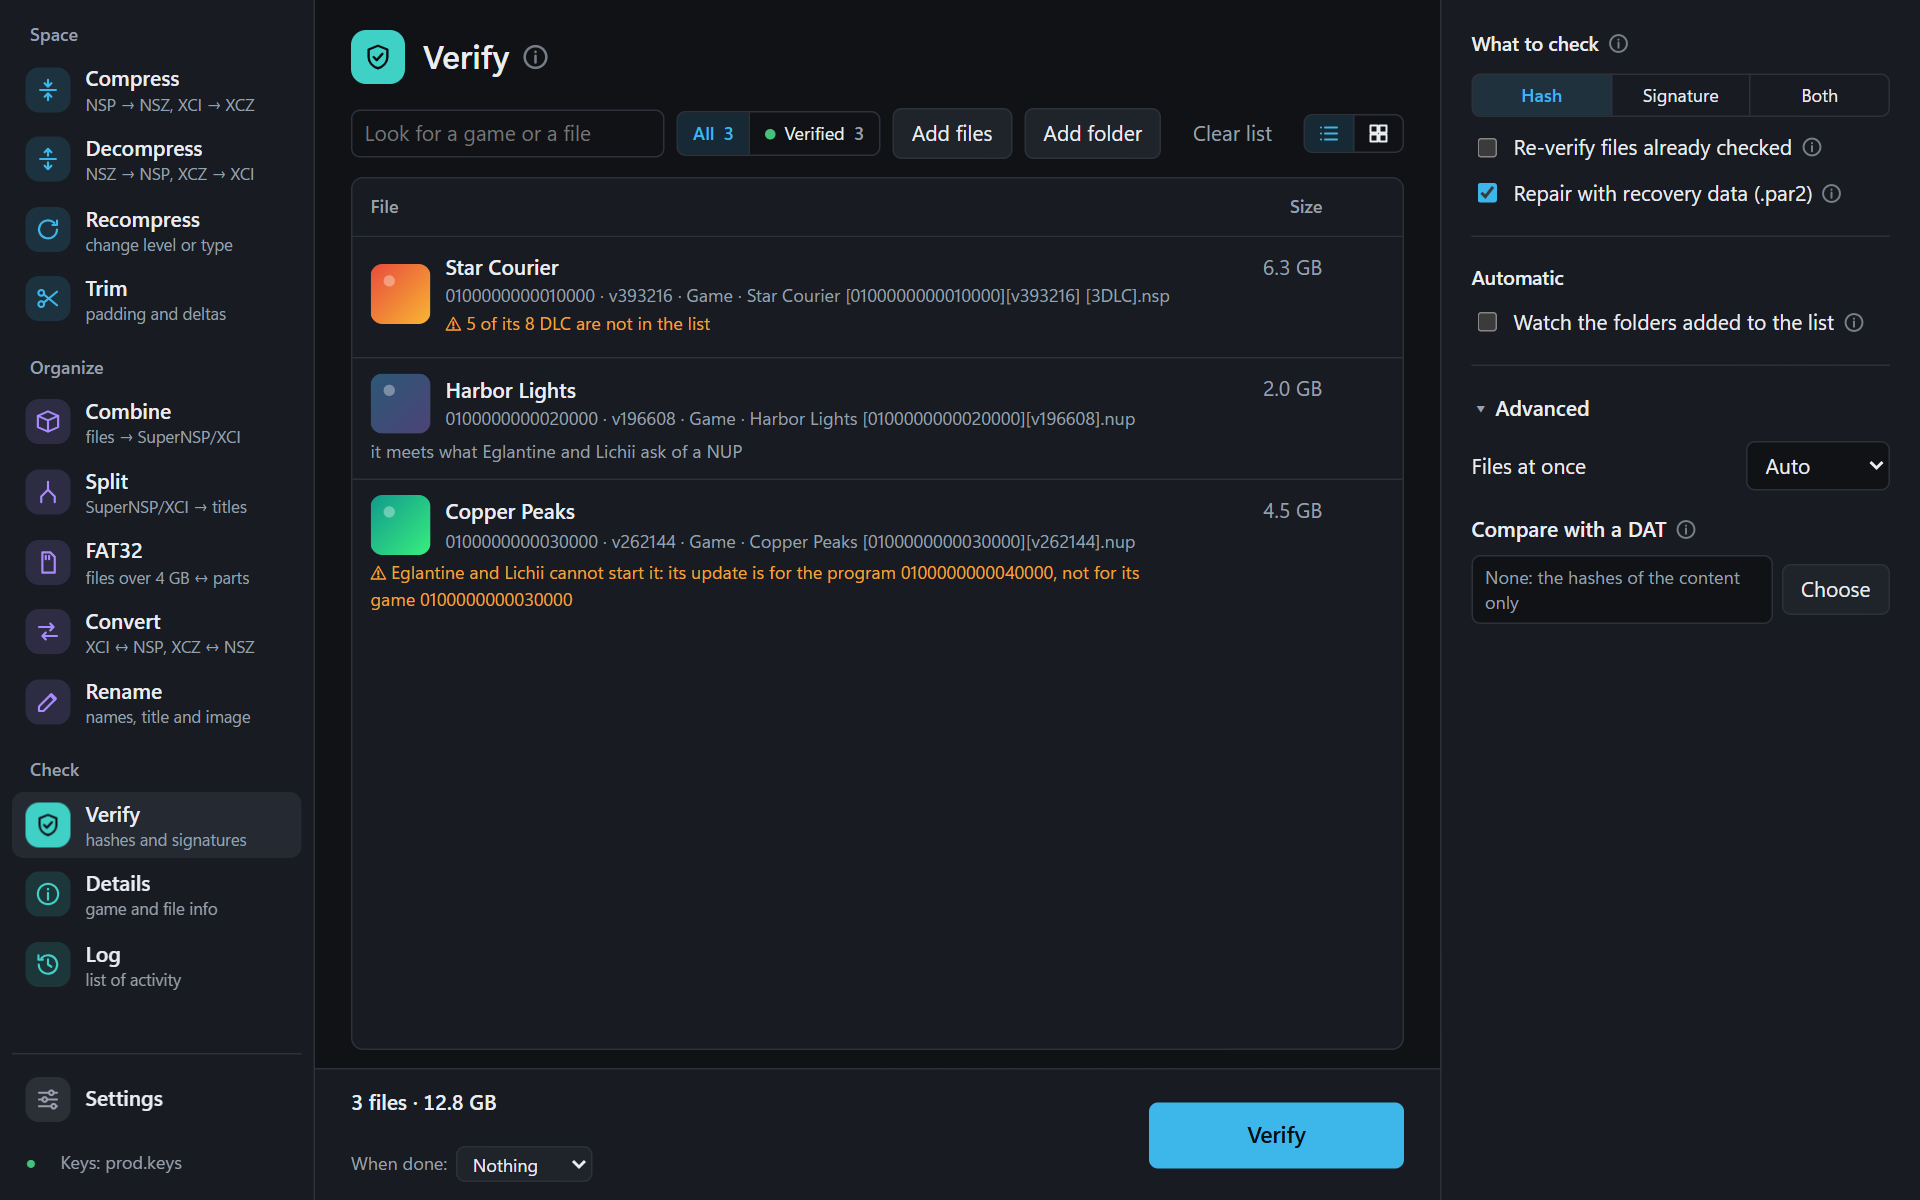 Space
Compress
NSP → NSZ, XCI → XCZ
Decompress
NSZ → NSP, XCZ → XCI
Recompress
change level or type
Trim
padding and deltas
Organize
Combine
files → SuperNSP/XCI
Split
SuperNSP/XCI → titles
FAT32
files over 4 GB ↔ parts
Convert
XCI ↔ NSP, XCZ ↔ NSZ
Rename
names, title and image
Check
Verify
hashes and signatures
Details
game and file info
Log
list of activity
Settings
Keys: prod.keys
Verify
Look for a game or a file
All 3
Verified 3
Add files
Add folder
Clear list
File
Size
Star Courier
6.3 GB
0100000000010000 · v393216 · Game · Star Courier [0100000000010000][v393216] [3DLC].nsp
5 of its 8 DLC are not in the list
Harbor Lights
2.0 GB
0100000000020000 · v196608 · Game · Harbor Lights [0100000000020000][v196608].nup
it meets what Eglantine and Lichii ask of a NUP
Copper Peaks
4.5 GB
0100000000030000 · v262144 · Game · Copper Peaks [0100000000030000][v262144].nup
Eglantine and Lichii cannot start it: its update is for the program 0100000000040000, not for its
game 0100000000030000
3 files · 12.8 GB
When done:
Nothing
Verify
What to check
Hash
Signature
Both
Re-verify files already checked
Repair with recovery data (.par2)
Automatic
Watch the folders added to the list
Advanced
Files at once
Auto
Compare with a DAT
None: the hashes of the content
only
Choose